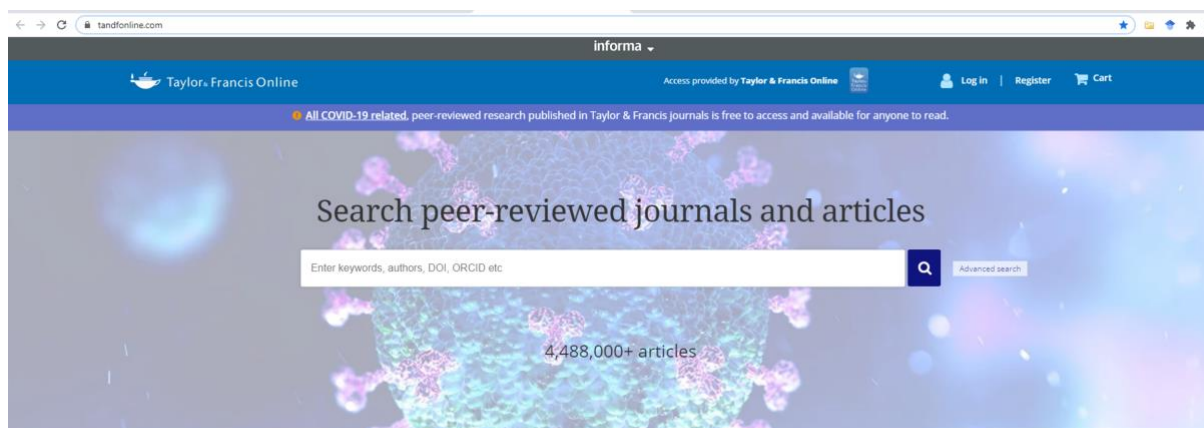 tandfonline.com
informa
Taylor & Francis Online
Access provided by Taylor & Francis Online
Log in | Register
Cart
All COVID-19 related, peer-reviewed research published in Taylor & Francis journals is free to access and available for anyone to read.
Search peer-reviewed journals and articles
Enter keywords, authors, DOI, ORCID etc
Advanced search
4,488,000+ articles